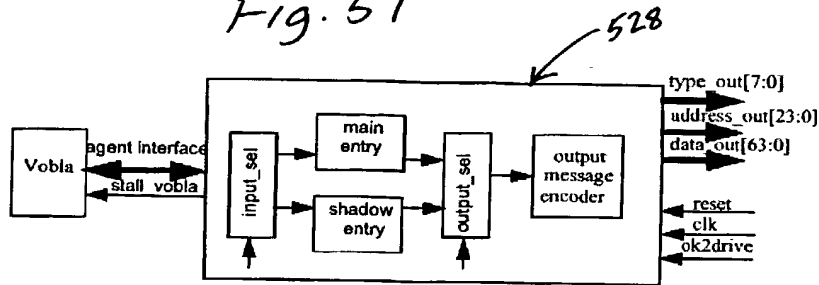 Fig. 51
528
type_out[7:0]
address_out[23:0]
data_out[63:0]
Vobla
agent interface
stall_vobla
input_sel
main
entry
shadow
entry
output_sel
output
message
encoder
reset
clk
ok2drive